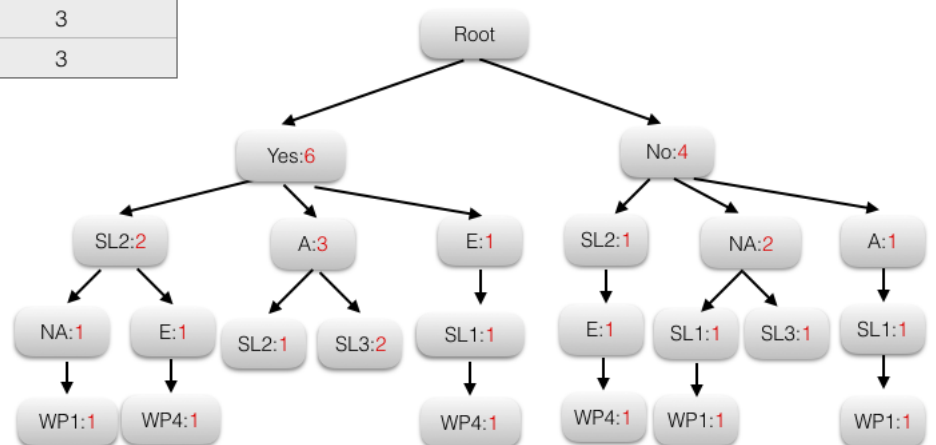 3
3
Root
Yes:6
No:4
SL2:2
A:3
E:1
SL2:1
NA:2
A:1
NA:1
E:1
SL2:1
SL3:2
SL1:1
E:1
SL1:1
SL3:1
SL1:1
WP1:1
WP4:1
WP4:1
WP4:1
WP1:1
WP1:1